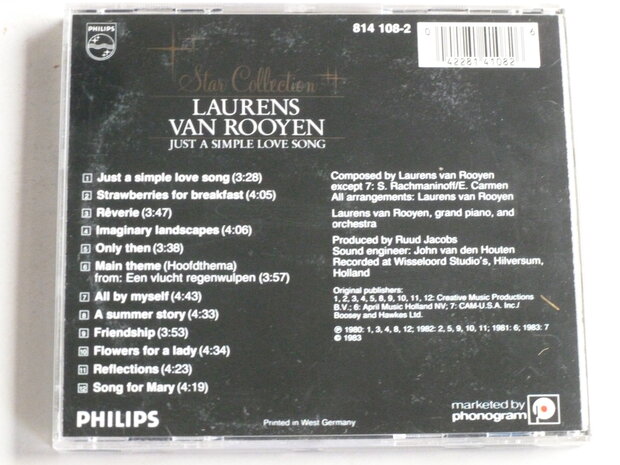 PHILIPS
814 108-2
0 6
42281 41082
Star Collection
LAURENS
VAN ROOYEN
JUST A SIMPLE LOVE SONG
1 Just a simple love song (3:28)
2 Strawberries for breakfast (4:05)
3 Rêverie (3:47)
4 Imaginary landscapes (4:06)
5 Only then (3:38)
6 Main theme (Hoofdthema)
from: Een vlucht regenwulpen (3:57)
7 All by myself (4:43)
8 A summer story (4:33)
9 Friendship (3:53)
10 Flowers for a lady (4:34)
11 Reflections (4:23)
12 Song for Mary (4:19)
Composed by Laurens van Rooyen
except 7: S. Rachmaninoff/E. Carmen
All arrangements: Laurens van Rooyen
Laurens van Rooyen, grand piano, and
orchestra
Produced by Ruud Jacobs
Sound engineer: John van den Houten
Recorded at Wisseloord Studio's, Hilversum,
Holland
Original publishers:
1, 2, 3, 4, 5, 8, 9, 10, 11, 12: Creative Music Productions
B.V.; 6: April Music Holland NV; 7: CAM-U.S.A. Inc./
Boosey and Hawkes Ltd.
℗ 1980: 1, 3, 4, 8, 12; 1982: 2, 5, 9, 10, 11; 1981: 6; 1983: 7
© 1983
PHILIPS
Printed in West Germany
marketed by
phonogram